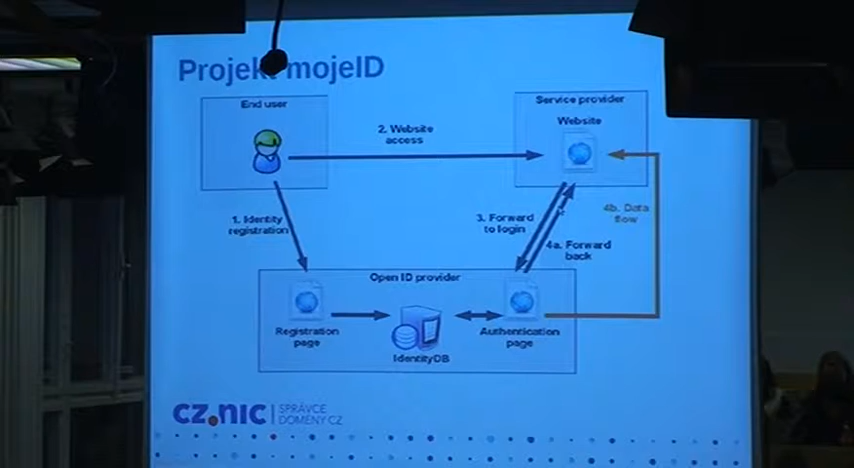 Projekt mojeID
End user
Service provider
Website
2. Website
access
1. Identity
registration
3. Forward
to login
4b. Data
flow
4a. Forward
back
Open ID provider
Registration
page
IdentityDB
Authentication
page
CZ.NIC
SPRÁVCE
DOMÉNY CZ